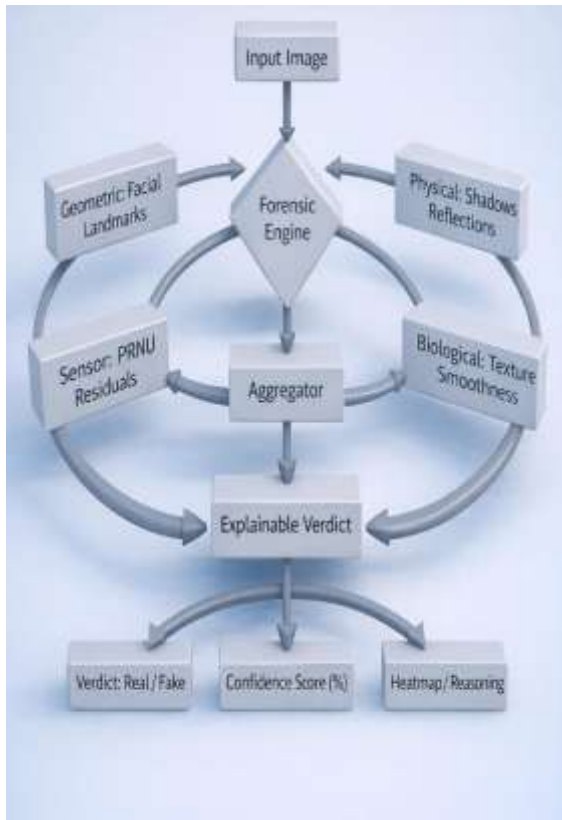 Input Image
Geometric: Facial
Landmarks
Physical: Shadows
Reflections
Forensic
Engine
Sensor: PRNU
Residuals
Biological: Texture
Smoothness
Aggregator
Explainable Verdict
Verdict: Real / Fake
Confidence Score (%)
Heatmap / Reasoning